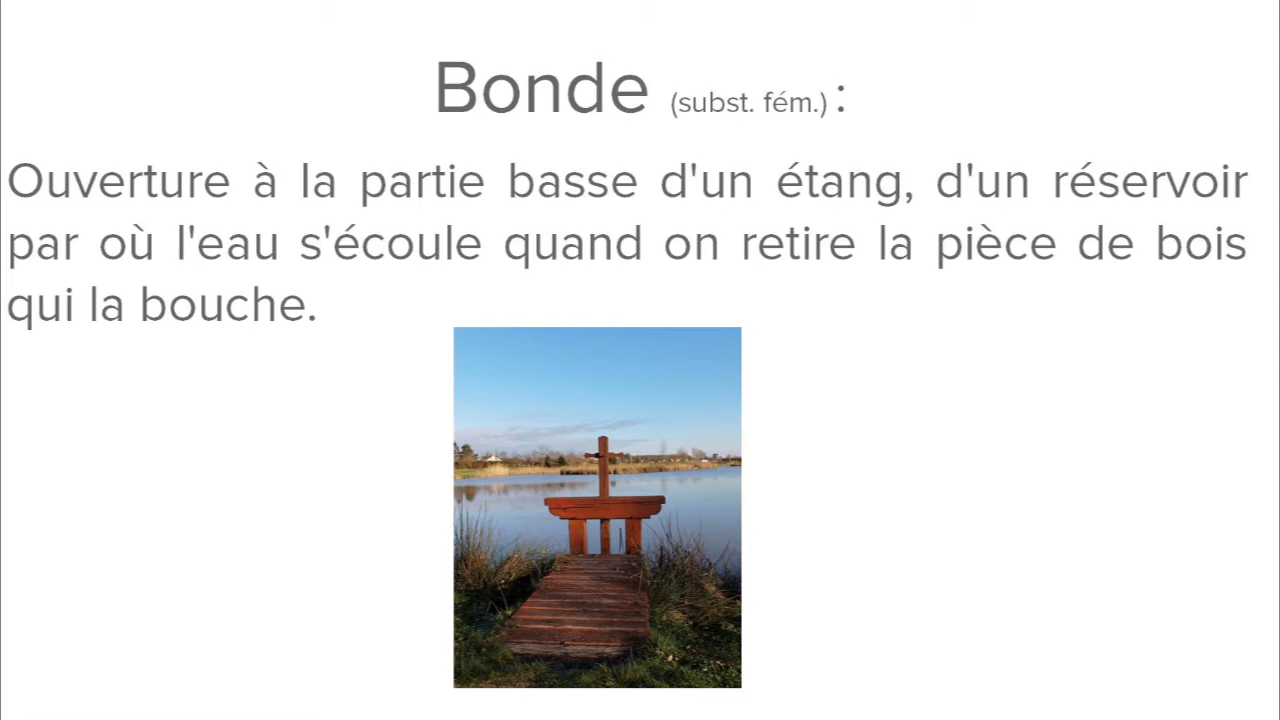 Bonde (subst. fém.) :
Ouverture à la partie basse d'un étang, d'un réservoir
par où l'eau s'écoule quand on retire la pièce de bois
qui la bouche.